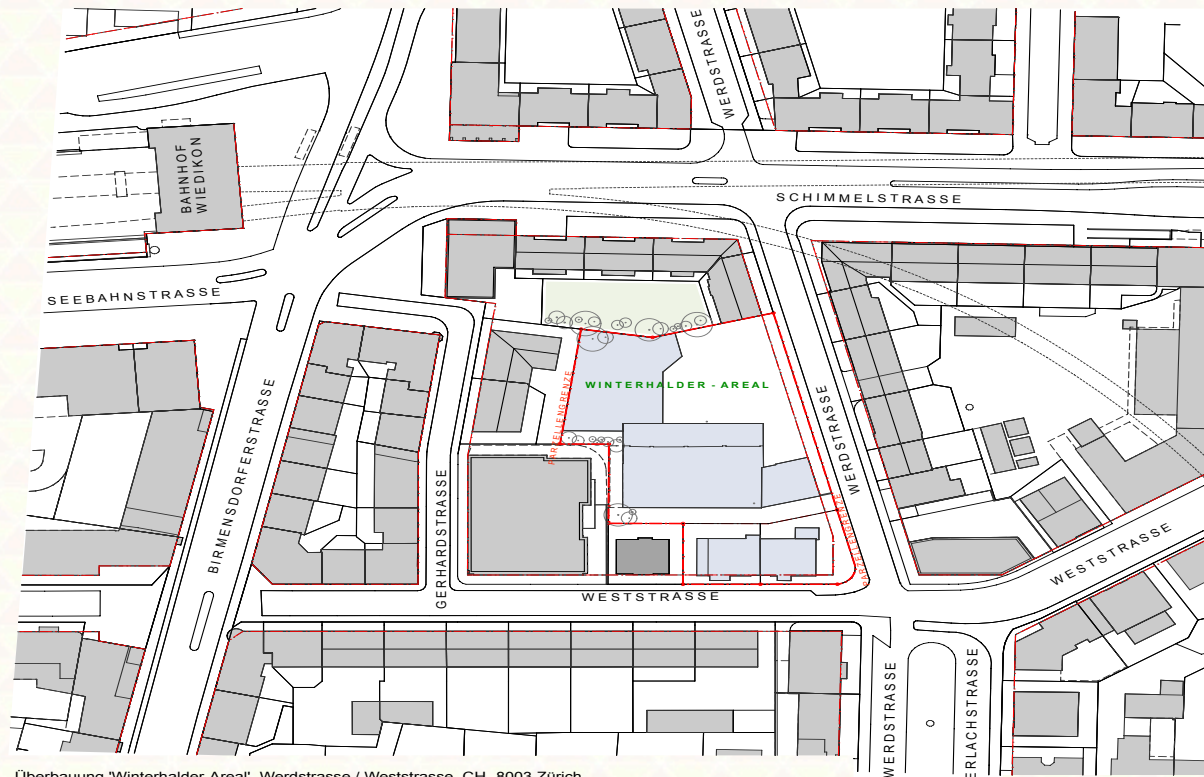 WERDSTRASSE
BAHNHOF
WIEDIKON
SCHIMMELSTRASSE
SEEBAHNSTRASSE
WINTERHALDER - AREAL
PARZELLENGRENZE
WERDSTRASSE
BIRMENSDORFERSTRASSE
GERHARDSTRASSE
PARZELLENGRENZE
WESTSTRASSE
WESTSTRASSE
WERDSTRASSE
ERLACHSTRASSE
Überbauung 'Winterhalder-Areal', Werdstrasse / Weststrasse, CH- 8003 Zürich